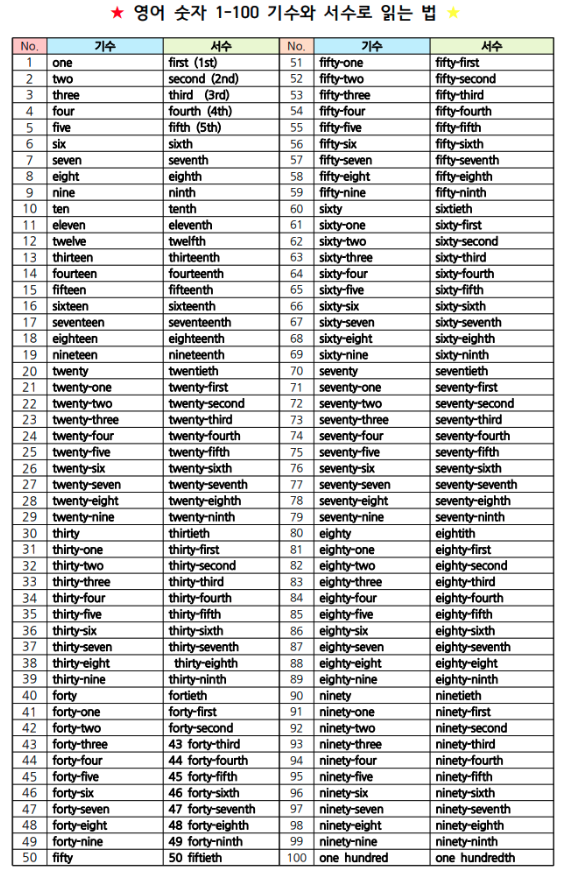 ★ 영어 숫자 1-100 기수와 서수로 읽는 법 ★
No. 기수 서수 No. 기수 서수
1 one first (1st) 51 fifty-one fifty-first
2 two second (2nd) 52 fifty-two fifty-second
3 three third (3rd) 53 fifty-three fifty-third
4 four fourth (4th) 54 fifty-four fifty-fourth
5 five fifth (5th) 55 fifty-five fifty-fifth
6 six sixth 56 fifty-six fifty-sixth
7 seven seventh 57 fifty-seven fifty-seventh
8 eight eighth 58 fifty-eight fifty-eighth
9 nine ninth 59 fifty-nine fifty-ninth
10 ten tenth 60 sixty sixtieth
11 eleven eleventh 61 sixty-one sixty-first
12 twelve twelfth 62 sixty-two sixty-second
13 thirteen thirteenth 63 sixty-three sixty-third
14 fourteen fourteenth 64 sixty-four sixty-fourth
15 fifteen fifteenth 65 sixty-five sixty-fifth
16 sixteen sixteenth 66 sixty-six sixty-sixth
17 seventeen seventeenth 67 sixty-seven sixty-seventh
18 eighteen eighteenth 68 sixty-eight sixty-eighth
19 nineteen nineteenth 69 sixty-nine sixty-ninth
20 twenty twentieth 70 seventy seventieth
21 twenty-one twenty-first 71 seventy-one seventy-first
22 twenty-two twenty-second 72 seventy-two seventy-second
23 twenty-three twenty-third 73 seventy-three seventy-third
24 twenty-four twenty-fourth 74 seventy-four seventy-fourth
25 twenty-five twenty-fifth 75 seventy-five seventy-fifth
26 twenty-six twenty-sixth 76 seventy-six seventy-sixth
27 twenty-seven twenty-seventh 77 seventy-seven seventy-seventh
28 twenty-eight twenty-eighth 78 seventy-eight seventy-eighth
29 twenty-nine twenty-ninth 79 seventy-nine seventy-ninth
30 thirty thirtieth 80 eighty eightith
31 thirty-one thirty-first 81 eighty-one eighty-first
32 thirty-two thirty-second 82 eighty-two eighty-second
33 thirty-three thirty-third 83 eighty-three eighty-third
34 thirty-four thirty-fourth 84 eighty-four eighty-fourth
35 thirty-five thirty-fifth 85 eighty-five eighty-fifth
36 thirty-six thirty-sixth 86 eighty-six eighty-sixth
37 thirty-seven thirty-seventh 87 eighty-seven eighty-seventh
38 thirty-eight thirty-eighth 88 eighty-eight eighty-eight
39 thirty-nine thirty-ninth 89 eighty-nine eighty-ninth
40 forty fortieth 90 ninety ninetieth
41 forty-one forty-first 91 ninety-one ninety-first
42 forty-two forty-second 92 ninety-two ninety-second
43 forty-three 43 forty-third 93 ninety-three ninety-third
44 forty-four 44 forty-fourth 94 ninety-four ninety-fourth
45 forty-five 45 forty-fifth 95 ninety-five ninety-fifth
46 forty-six 46 forty-sixth 96 ninety-six ninety-sixth
47 forty-seven 47 forty-seventh 97 ninety-seven ninety-seventh
48 forty-eight 48 forty-eighth 98 ninety-eight ninety-eighth
49 forty-nine 49 forty-ninth 99 ninety-nine ninety-ninth
50 fifty 50 fiftieth 100 one hundred one hundredth